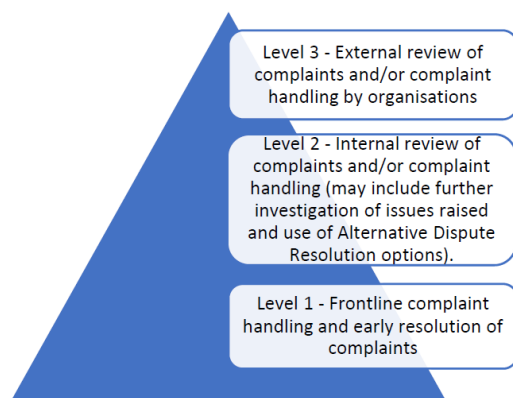 Level 3 - External review of
complaints and/or complaint
handling by organisations
Level 2 - Internal review of
complaints and/or complaint
handling (may include further
investigation of issues raised
and use of Alternative Dispute
Resolution options).
Level 1 - Frontline complaint
handling and early resolution of
complaints